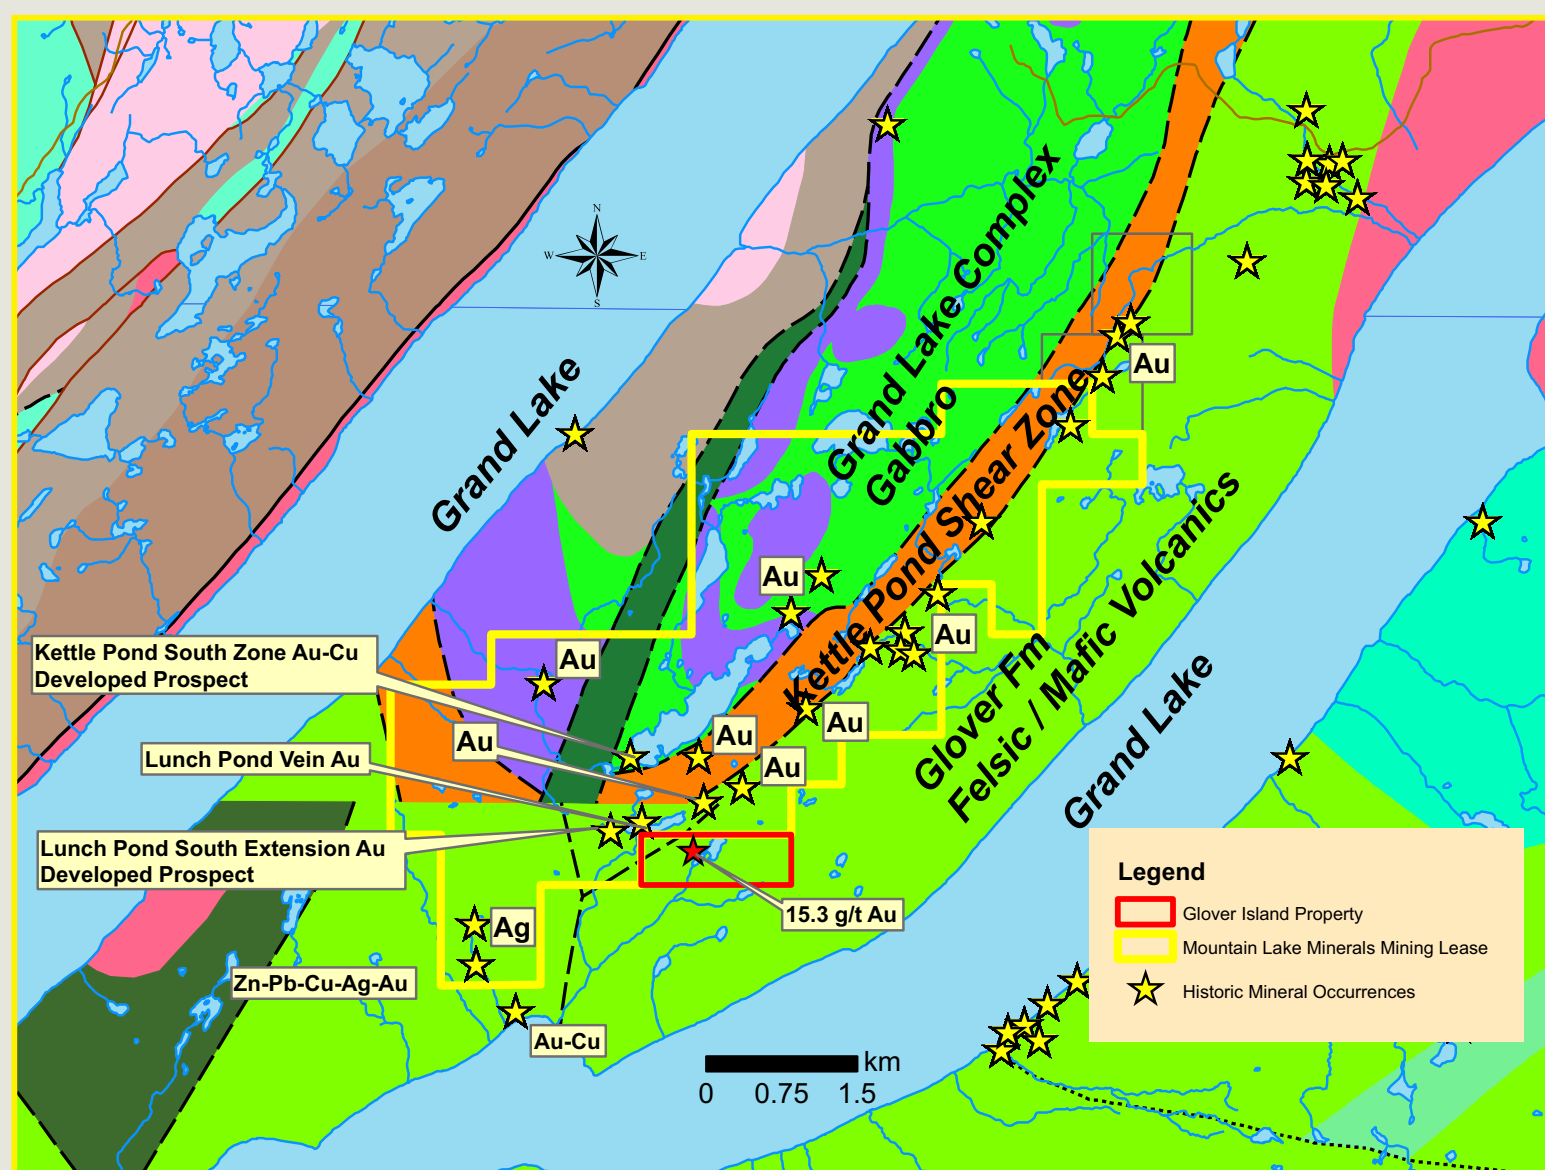 N
W
E
S
Grand Lake
Grand Lake Complex
Gabbro
Kettle Pond Shear Zone
Au
Au
Au
Au
Kettle Pond South Zone Au-Cu
Developed Prospect
Au
Au
Au
Au
Lunch Pond Vein Au
Glover Fm
Felsic / Mafic Volcanics
Grand Lake
Lunch Pond South Extension Au
Developed Prospect
15.3 g/t Au
Ag
Zn-Pb-Cu-Ag-Au
Au-Cu
km
0
0.75
1.5
Legend
Glover Island Property
Mountain Lake Minerals Mining Lease
Historic Mineral Occurrences